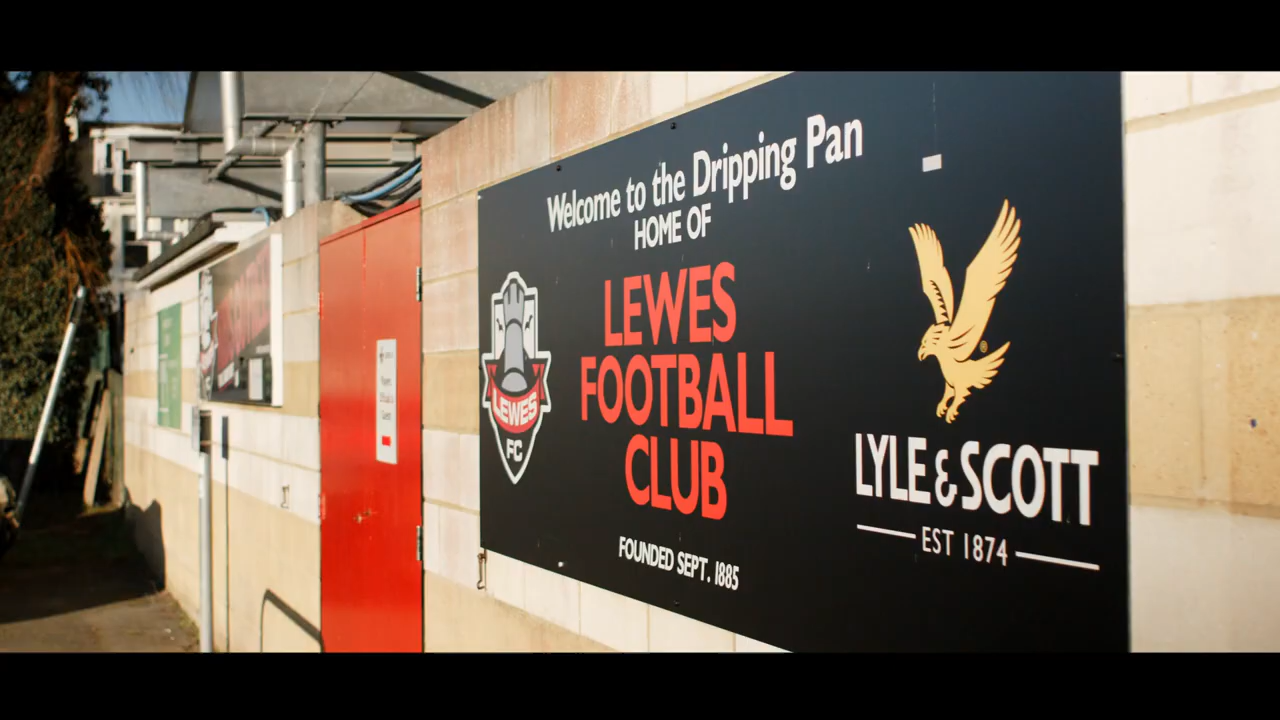 Welcome to the Dripping Pan
HOME OF
LEWES
FOOTBALL
CLUB
FOUNDED SEPT. 1885
LEWES
FC
LYLE & SCOTT
EST 1874
®